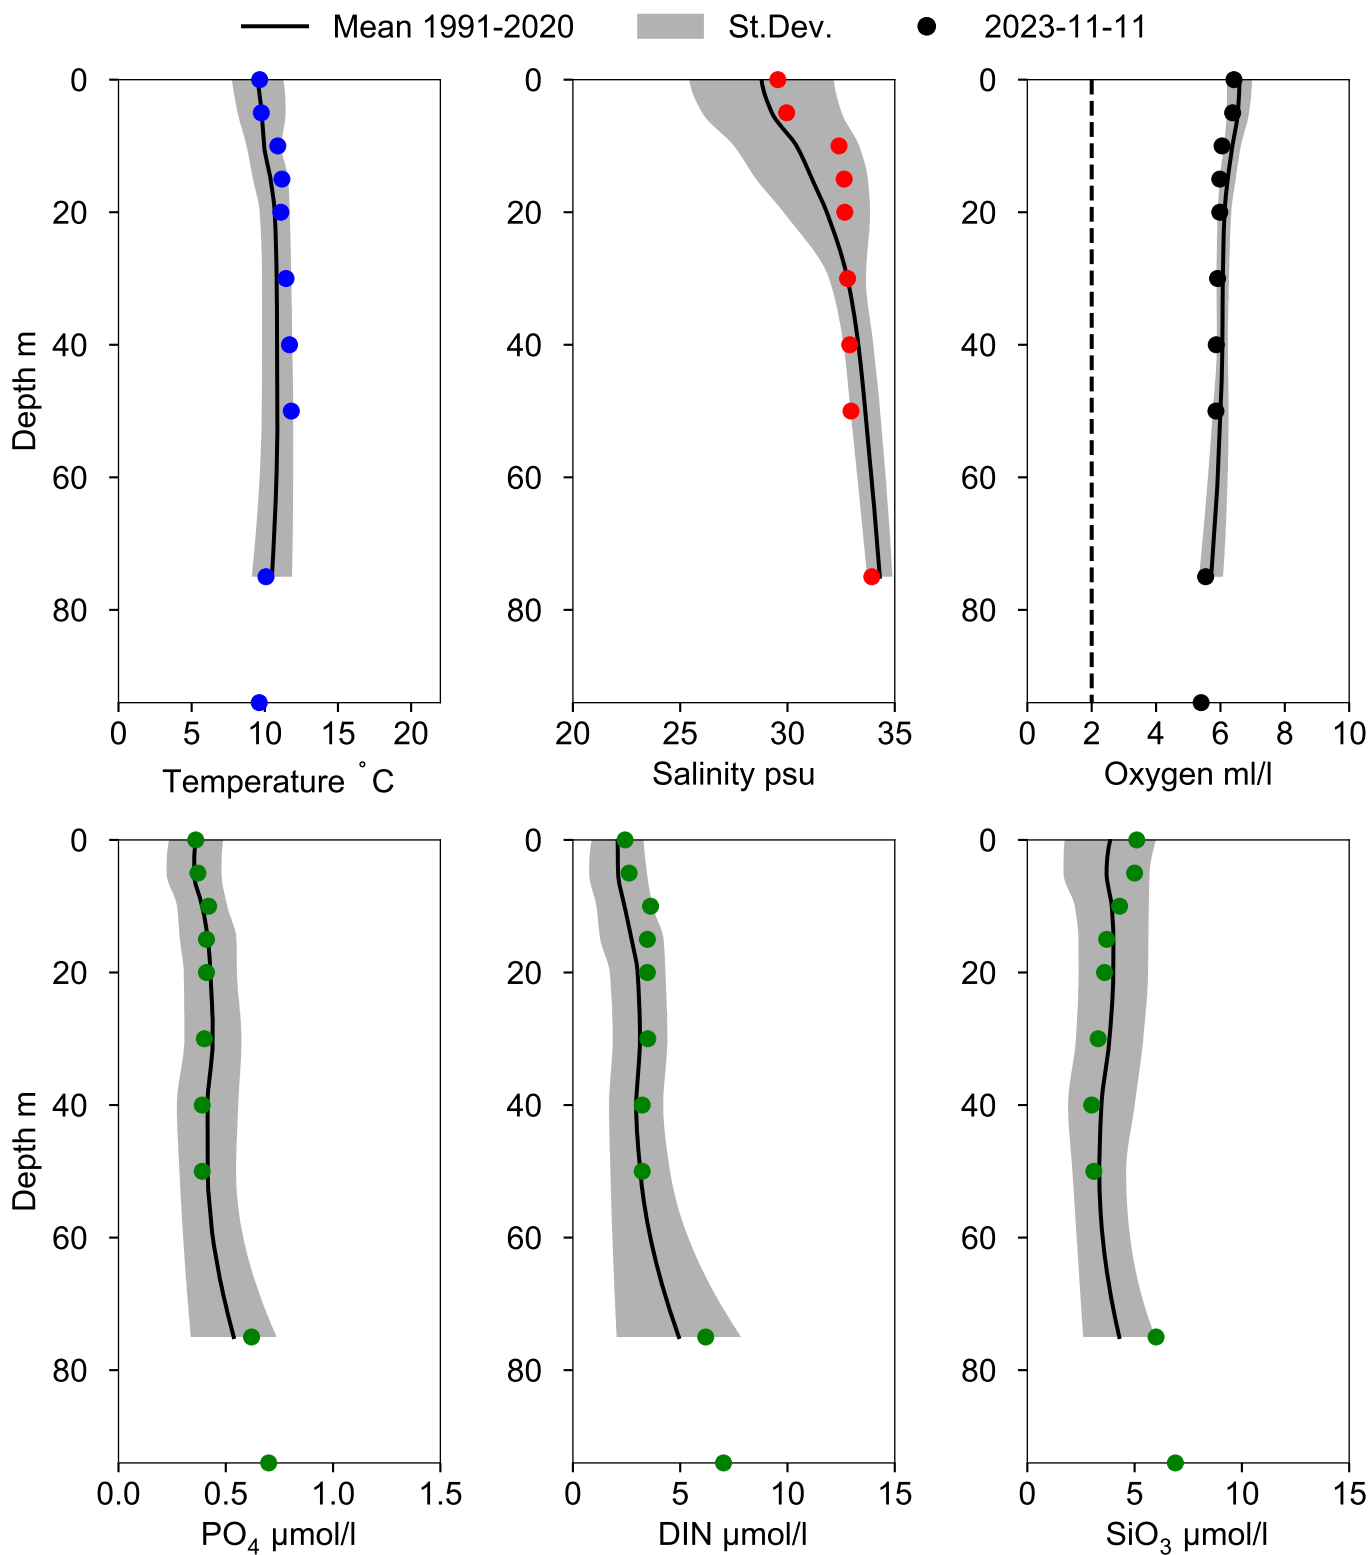 Mean 1991-2020 St.Dev. 2023-11-11
0 0 0
20 20 20
40 40 40
60 60 60
80 80 80
Depth m
0 5 10 15 20 20 25 30 35 0 2 4 6 8 10
Temperature °C Salinity psu Oxygen ml/l
0 0 0
20 20 20
40 40 40
60 60 60
80 80 80
Depth m
0.0 0.5 1.0 1.5 0 5 10 15 0 5 10 15
PO₄ µmol/l DIN µmol/l SiO₃ µmol/l